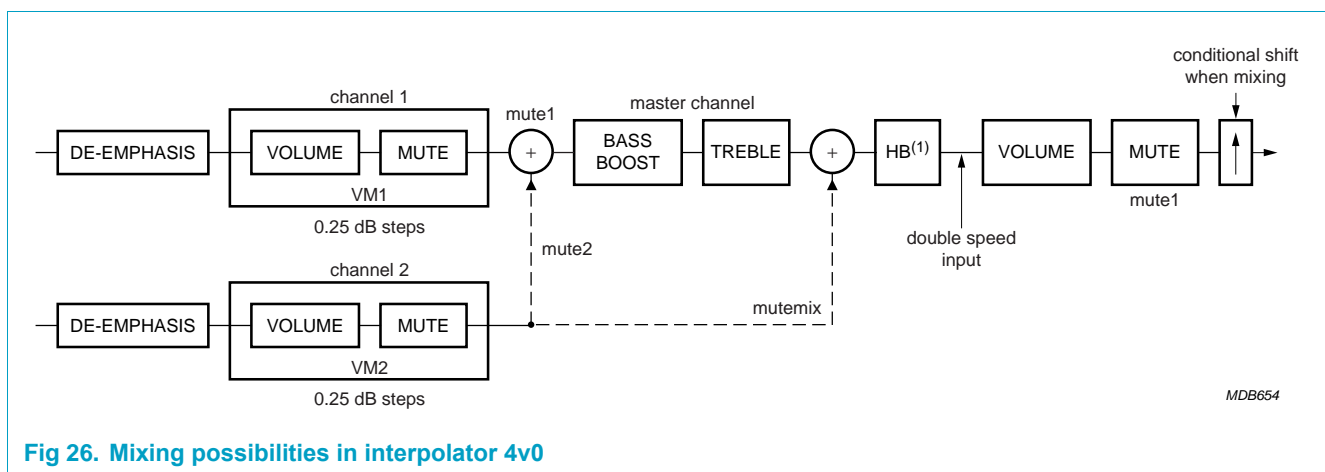 conditional shift
when mixing
channel 1
mute1
master channel
DE-EMPHASIS
VOLUME
MUTE
+
BASS
BOOST
TREBLE
+
HB(1)
VOLUME
MUTE
VM1
mute1
0.25 dB steps
mute2
double speed
input
channel 2
mutemix
DE-EMPHASIS
VOLUME
MUTE
VM2
0.25 dB steps
MDB654
Fig 26. Mixing possibilities in interpolator 4v0